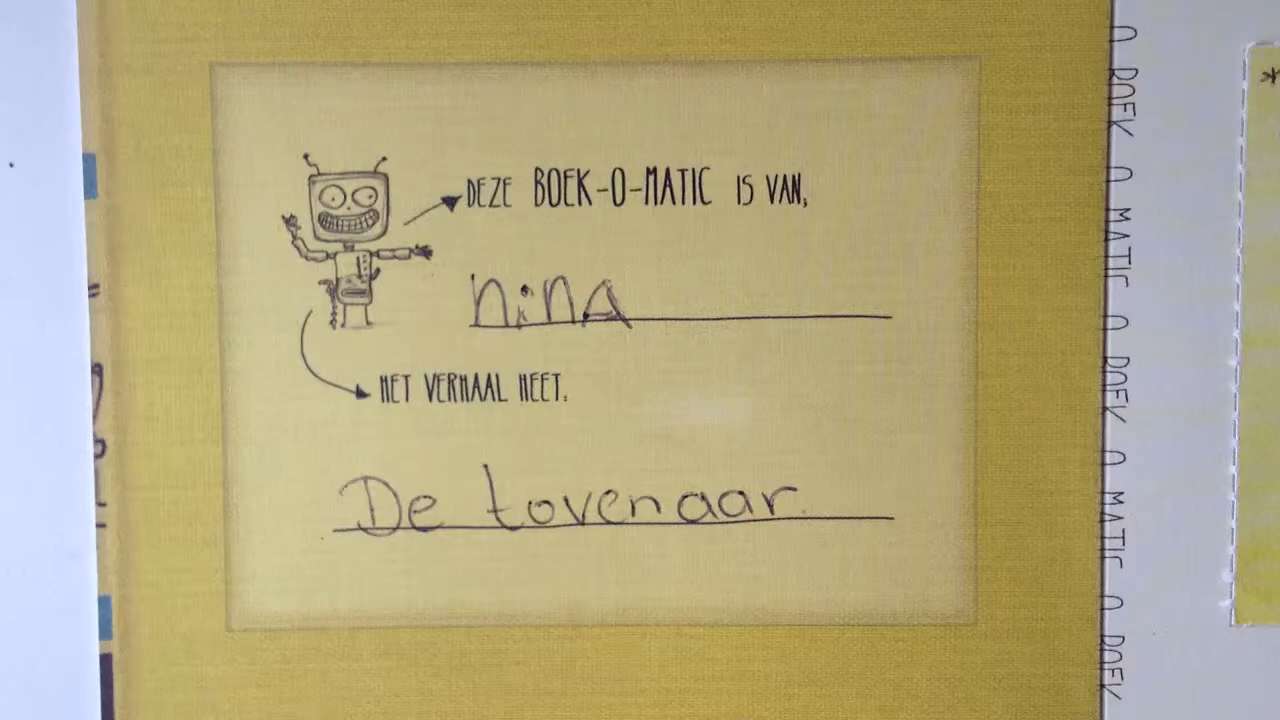 DEZE BOEK-O-MATIC IS VAN,
NINA
HET VERHAAL HEET.
De tovenaar.
O BOEK O MATIC O BOEK O MATIC O BOEK